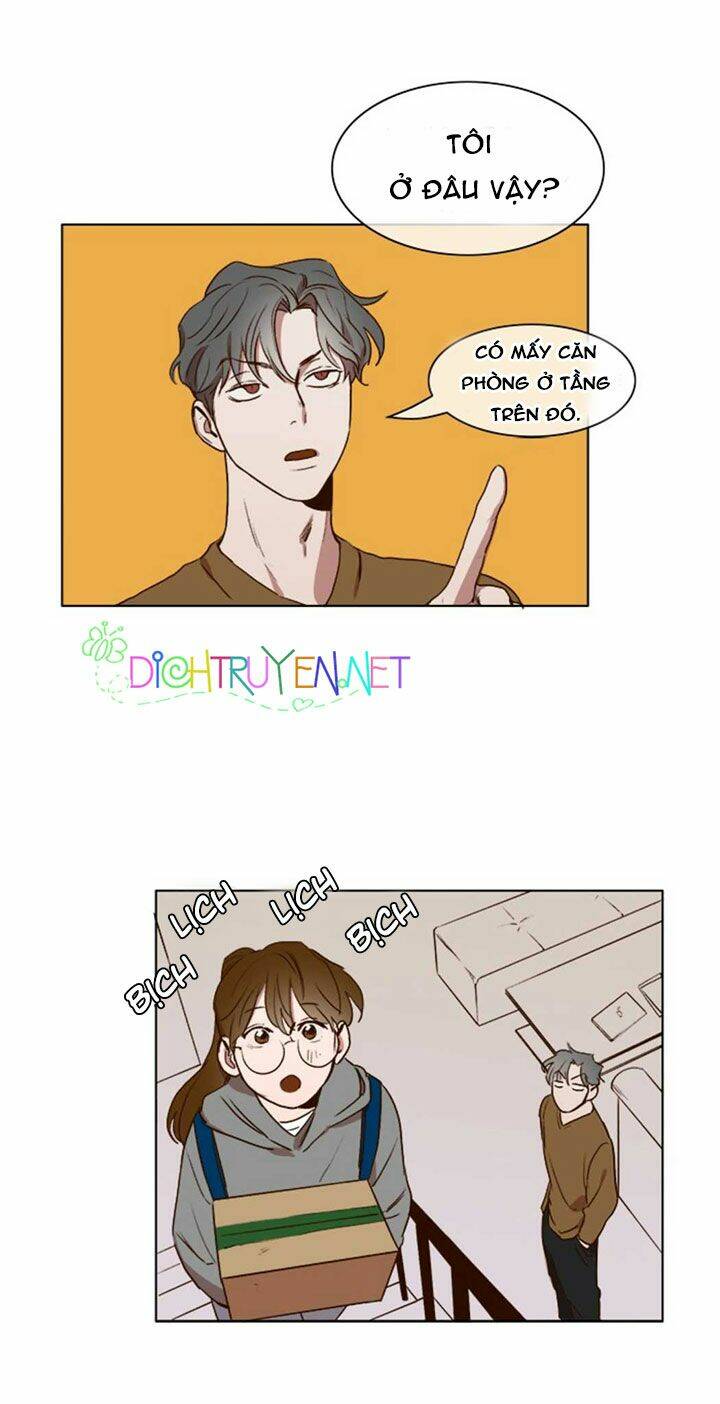 TÔI
Ở ĐÂU VẬY?
CÓ MẤY CĂN
PHÒNG Ở TẦNG
TRÊN ĐÓ.
DICHTRUYEN.NET
LỊCH
BỊCH
LỊCH
BỊCH